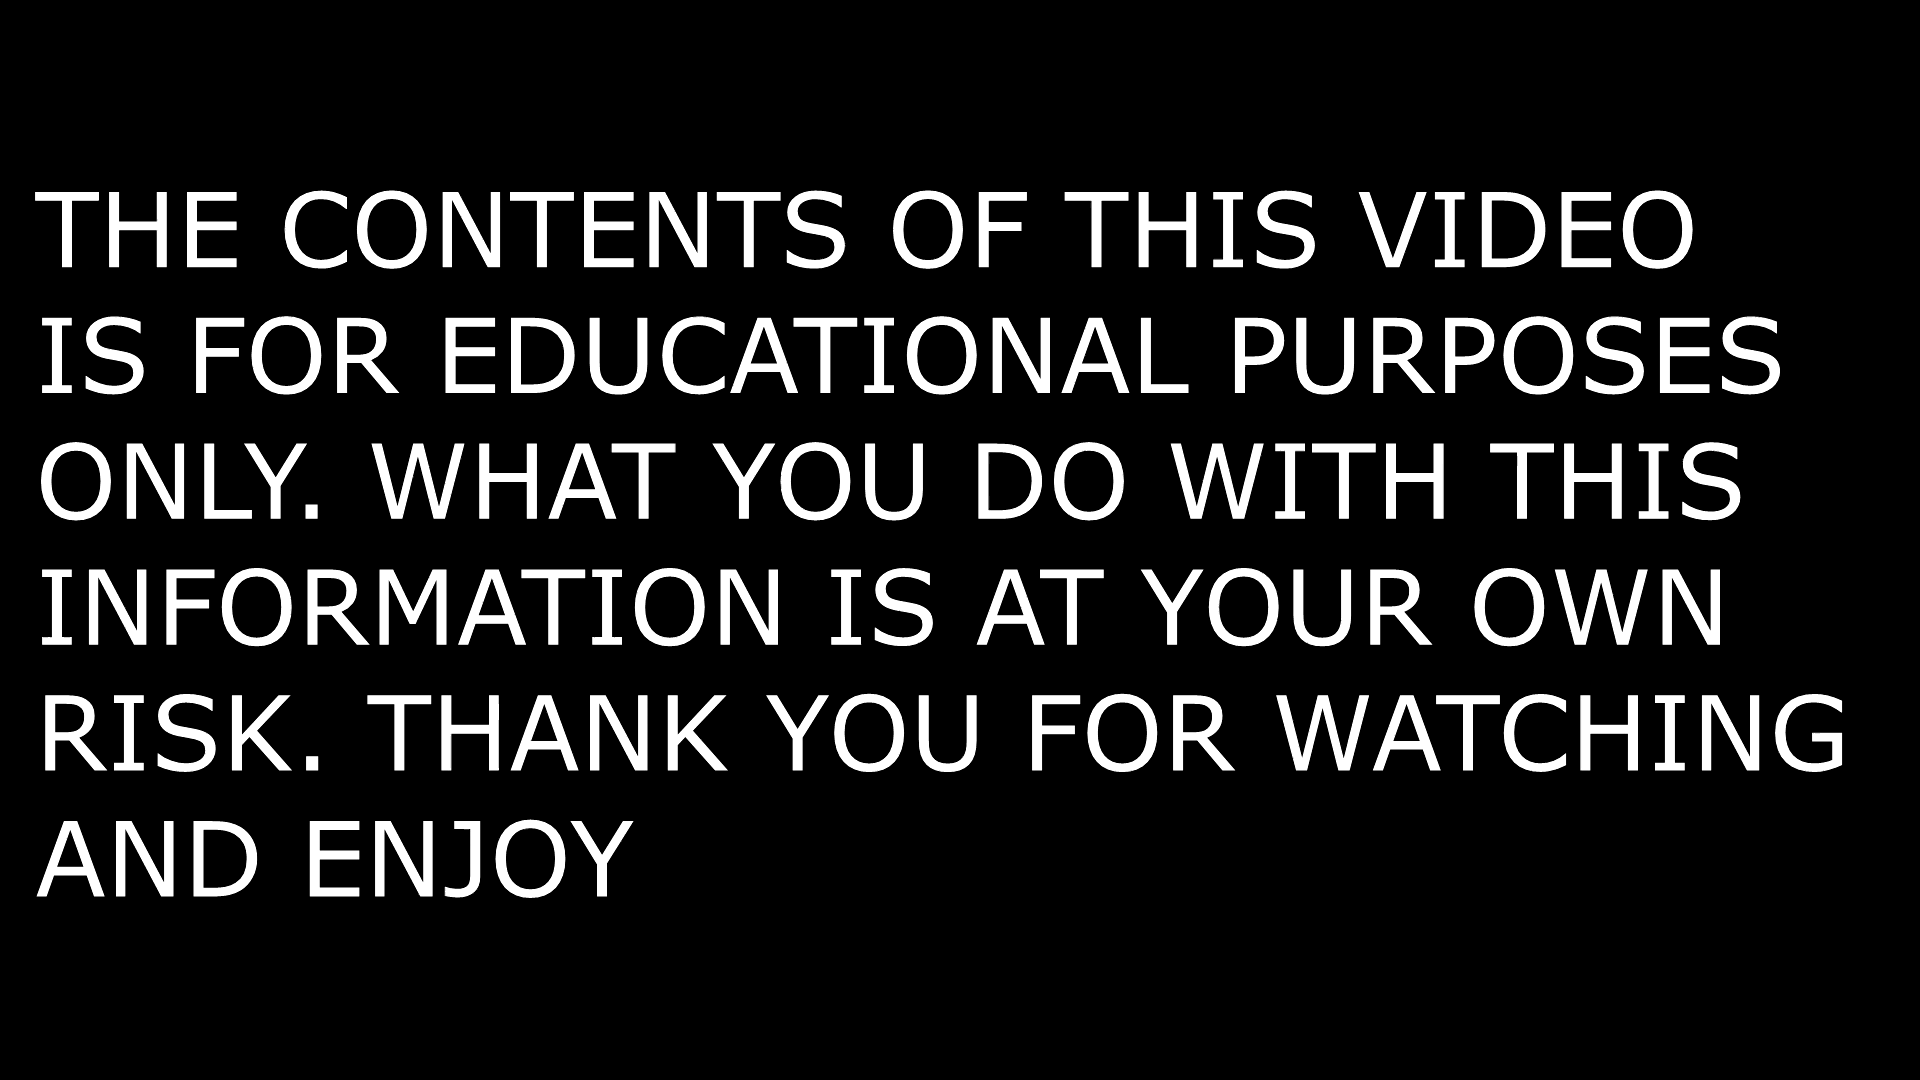 THE CONTENTS OF THIS VIDEO
IS FOR EDUCATIONAL PURPOSES
ONLY. WHAT YOU DO WITH THIS
INFORMATION IS AT YOUR OWN
RISK. THANK YOU FOR WATCHING
AND ENJOY